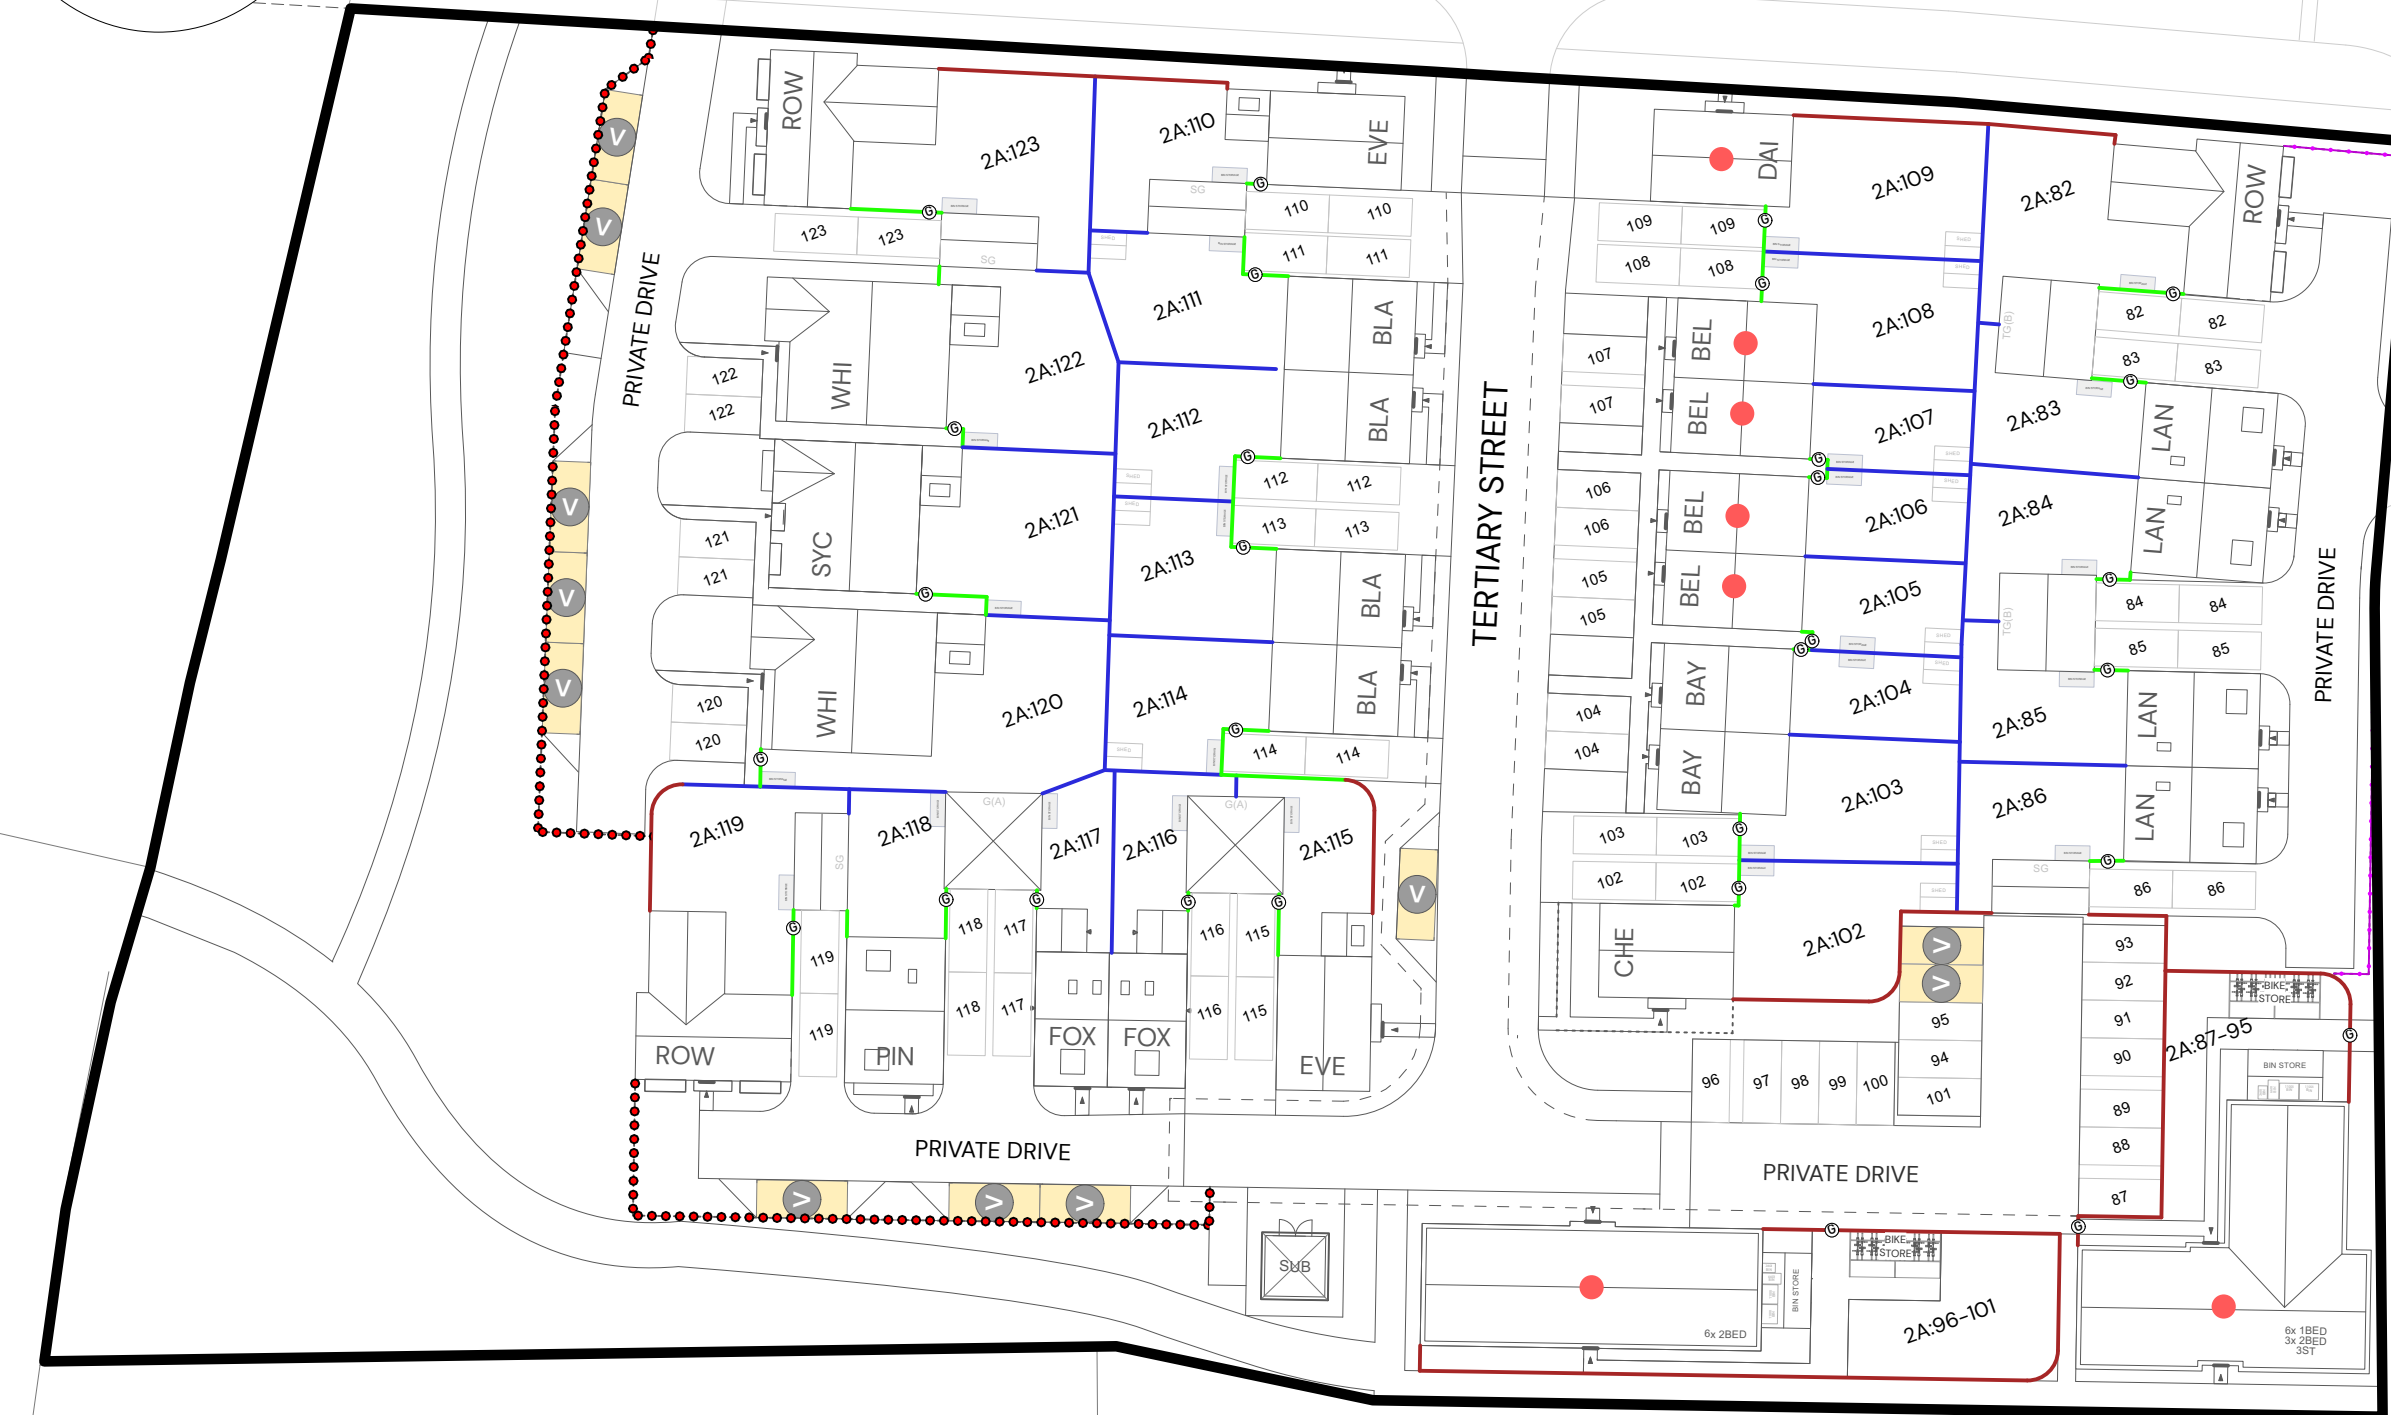 ROW
2A:123
2A:110
EVE
DAI
2A:109
2A:82
ROW
V
V
G
G
SG
110
110
123
123
SG
111
111
G
109
109
108
108
G
G
G
82
82
TG(B)
83
83
G
PRIVATE DRIVE
WHI
122
122
2A:122
2A:111
BLA
BLA
2A:112
G
TERTIARY STREET
107
107
BEL
BEL
2A:108
2A:107
2A:83
LAN
G
112
112
113
113
G
G
G
V
V
V
SYC
121
121
2A:121
G
2A:113
BLA
BLA
106
106
105
105
BEL
BEL
2A:106
2A:105
2A:84
LAN
G
TG(B)
84
84
85
85
G
PRIVATE DRIVE
WHI
120
120
2A:120
G
2A:114
G
114
114
G
G
104
104
BAY
BAY
2A:104
2A:103
2A:85
LAN
2A:86
LAN
2A:119
SG
2A:118
G(A)
2A:117
2A:116
G(A)
2A:115
V
103
103
G
102
102
G
SG
G
86
86
G
G
G
G
G
119
119
118
118
117
117
116
116
115
115
ROW
PIN
FOX
FOX
EVE
CHE
2A:102
V
V
95
94
101
96
97
98
99
100
93
92
91
90
89
88
87
2A:87-95
BIKE
STORE
G
BIN STORE
PRIVATE DRIVE
PRIVATE DRIVE
V
V
V
SUB
6x 2BED
BIN STORE
G
BIKE
STORE
2A:96-101
G
6x 1BED
3x 2BED
3ST